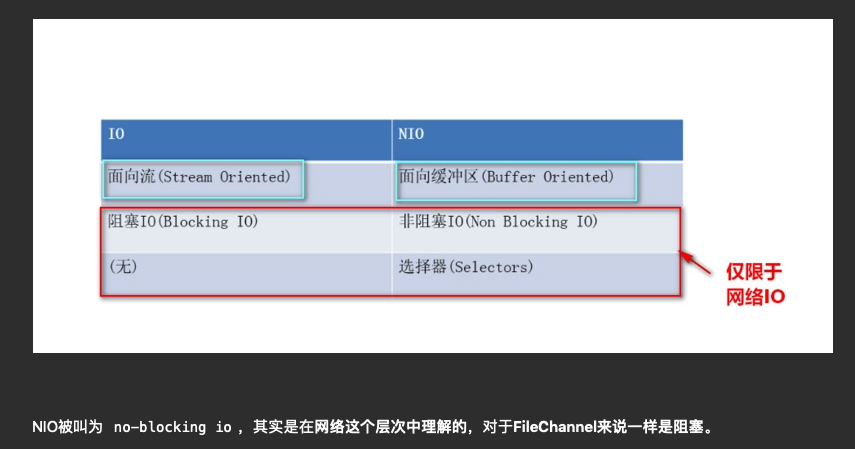 IO NIO
面向流(Stream Oriented) 面向缓冲区(Buffer Oriented)
阻塞IO(Blocking IO) 非阻塞IO(Non Blocking IO)
(无) 选择器(Selectors)
仅限于
网络IO
NIO被叫为 no-blocking io ，其实是在网络这个层次中理解的，对于FileChannel来说一样是阻塞。